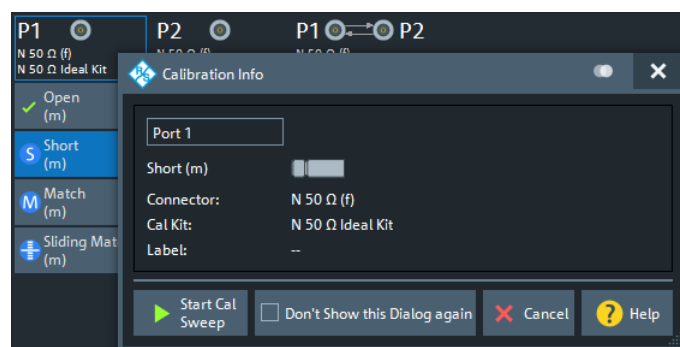 P1
P2
P1 P2
N 50 Ω (f)
N 50 Ω Ideal Kit
Open
(m)
Short
(m)
Match
(m)
Sliding Mat
(m)
Calibration Info
Port 1
Short (m)
Connector: N 50 Ω (f)
Cal Kit: N 50 Ω Ideal Kit
Label: --
Start Cal
Sweep
Don't Show this Dialog again
Cancel
Help